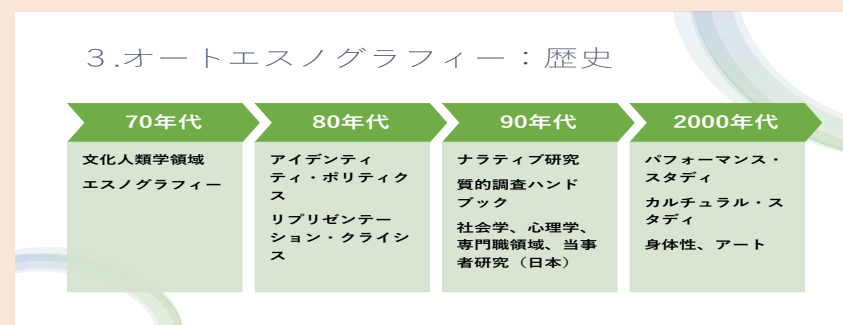 ３.オートエスノグラフィー：歴史
70年代
文化人類学領域
エスノグラフィー
80年代
アイデンティ
ティ・ポリティク
ス
リプリゼンテー
ション・クライシ
ス
90年代
ナラティブ研究
質的調査ハンド
ブック
社会学、心理学、
専門職領域、当事
者研究（日本）
2000年代
パフォーマンス・
スタディ
カルチュラル・ス
タディ
身体性、アート